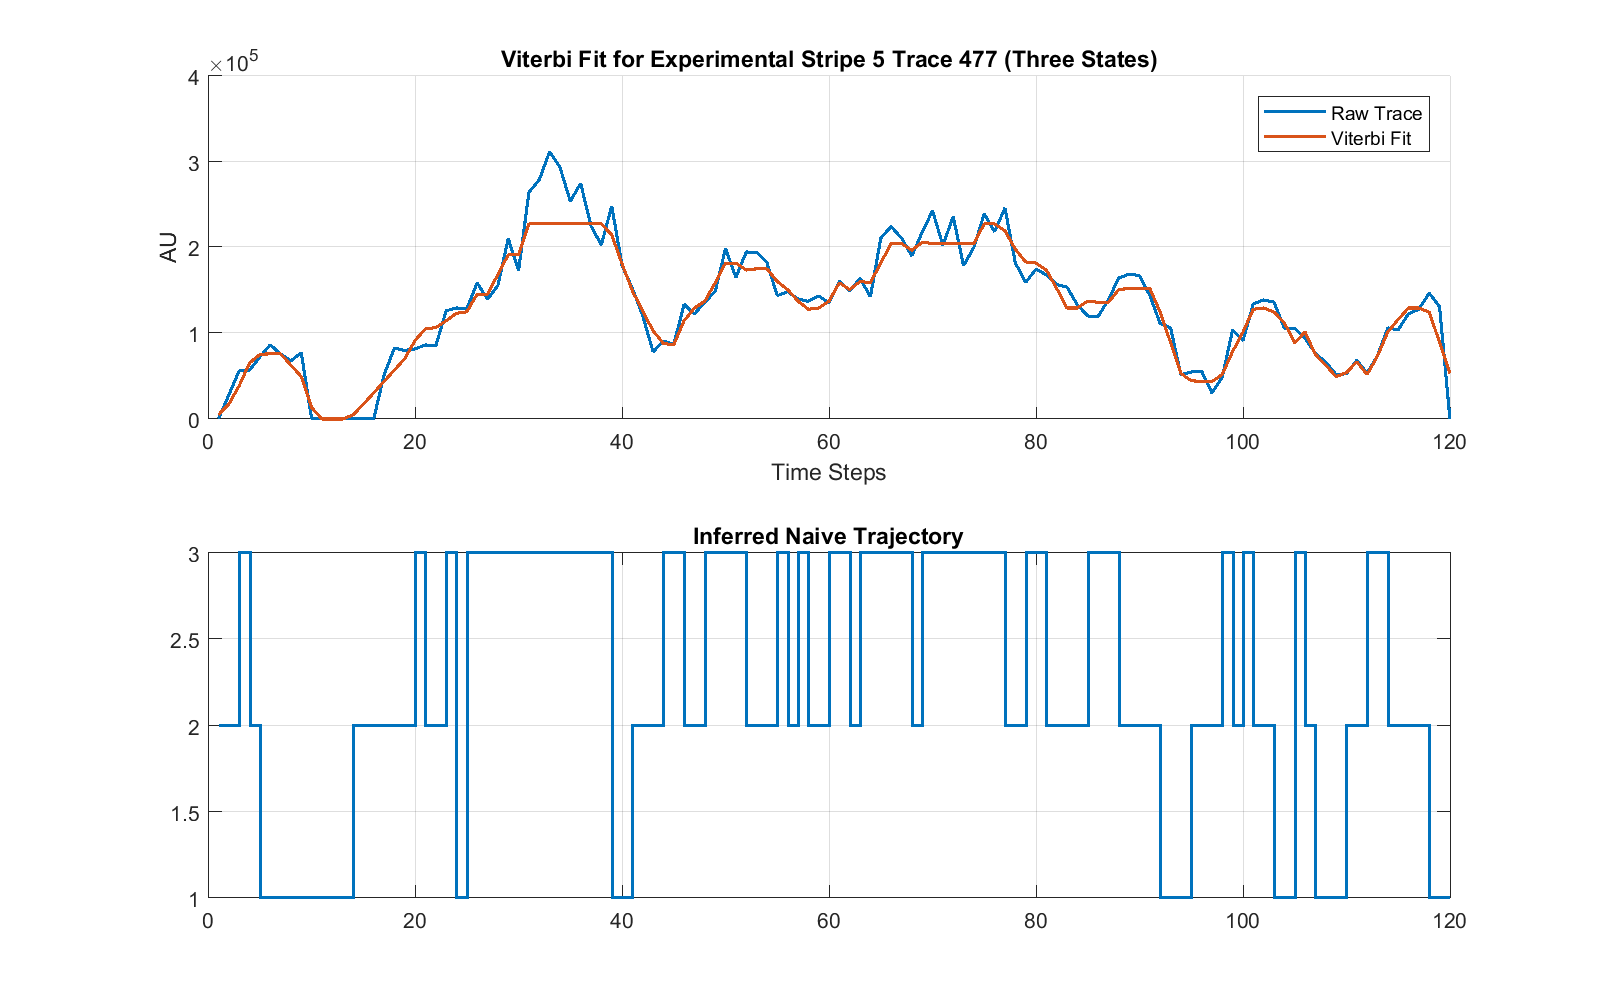 Viterbi Fit for Experimental Stripe 5 Trace 477 (Three States)
×10⁵
4
3
2
1
0
AU
Raw Trace
Viterbi Fit
0 20 40 60 80 100 120
Time Steps
Inferred Naive Trajectory
3
2.5
2
1.5
1
0 20 40 60 80 100 120